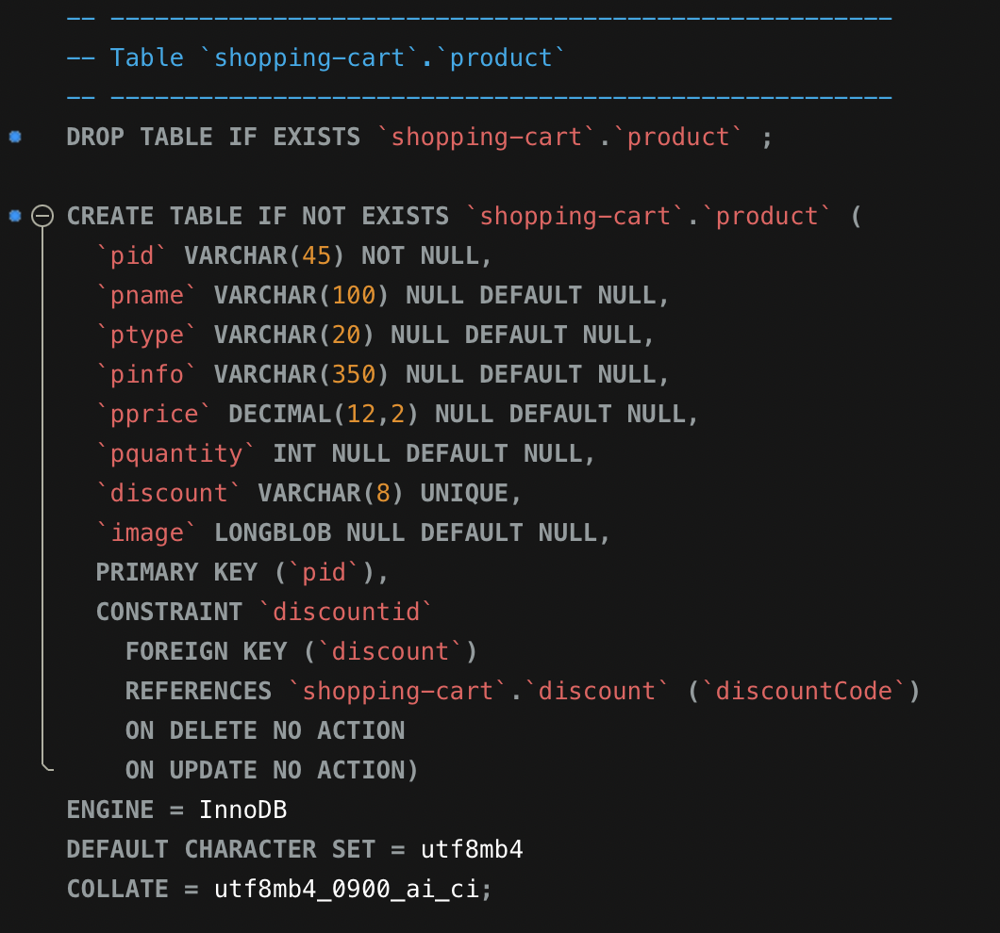 -- -----------------------------------------------------
-- Table `shopping-cart`.`product`
-- -----------------------------------------------------
DROP TABLE IF EXISTS `shopping-cart`.`product` ;
CREATE TABLE IF NOT EXISTS `shopping-cart`.`product` (
`pid` VARCHAR(45) NOT NULL,
`pname` VARCHAR(100) NULL DEFAULT NULL,
`ptype` VARCHAR(20) NULL DEFAULT NULL,
`pinfo` VARCHAR(350) NULL DEFAULT NULL,
`pprice` DECIMAL(12,2) NULL DEFAULT NULL,
`pquantity` INT NULL DEFAULT NULL,
`discount` VARCHAR(8) UNIQUE,
`image` LONGBLOB NULL DEFAULT NULL,
PRIMARY KEY (`pid`),
CONSTRAINT `discountid`
FOREIGN KEY (`discount`)
REFERENCES `shopping-cart`.`discount` (`discountCode`)
ON DELETE NO ACTION
ON UPDATE NO ACTION)
ENGINE = InnoDB
DEFAULT CHARACTER SET = utf8mb4
COLLATE = utf8mb4_0900_ai_ci;